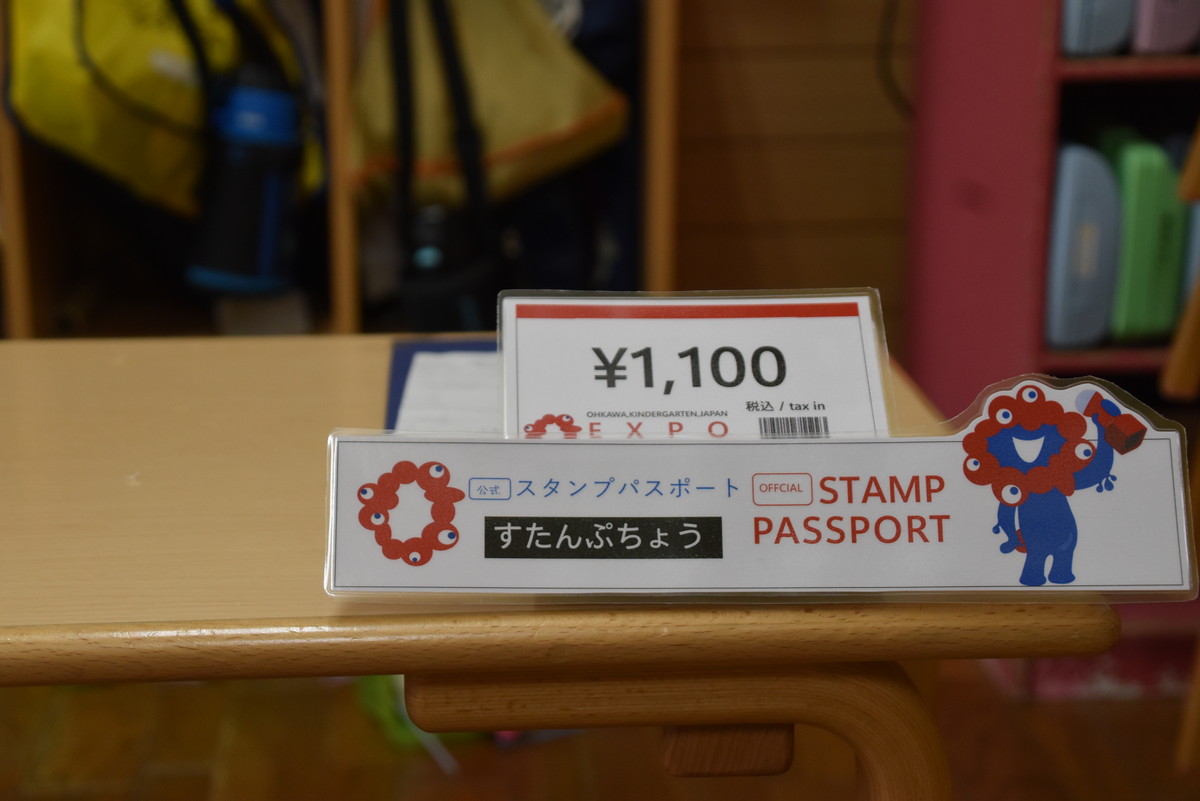 ¥1,100
税込 / tax in
OHKAWA,KINDERGARTEN,JAPAN
EXPO
公式 スタンプパスポート
すたんぷちょう
OFFCIAL STAMP
PASSPORT